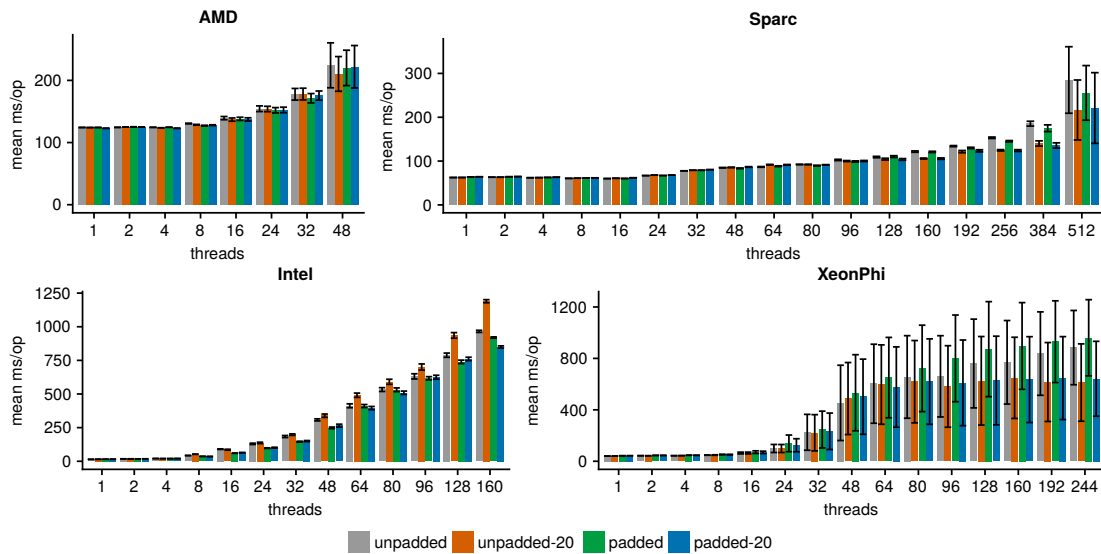 AMD
mean ms/op
200
100
0
1 2 4 8 16 24 32 48
threads
Sparc
mean ms/op
300
200
100
0
1 2 4 8 16 24 32 48 64 80 96 128 160 192 256 384 512
threads
Intel
mean ms/op
1250
1000
750
500
250
0
1 2 4 8 16 24 32 48 64 80 96 128 160
threads
XeonPhi
mean ms/op
1200
800
400
0
1 2 4 8 16 24 32 48 64 80 96 128 160 192 244
threads
unpadded unpadded-20 padded padded-20